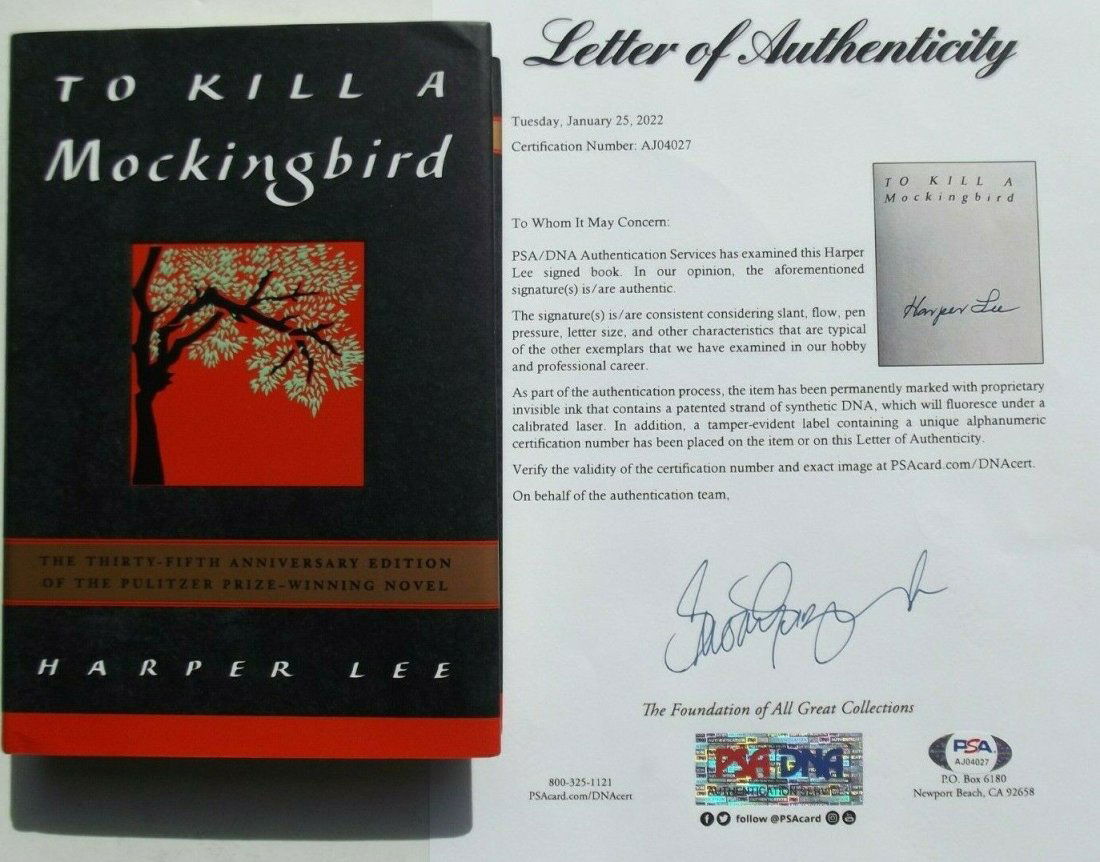 TO KILL A
Mockingbird
THE THIRTY-FIFTH ANNIVERSARY EDITION
OF THE PULITZER PRIZE-WINNING NOVEL
HARPER LEE
Letter of Authenticity
Tuesday, January 25, 2022
Certification Number: AJ04027
To Whom It May Concern:
PSA/DNA Authentication Services has examined this Harper
Lee signed book. In our opinion, the aforementioned
signature(s) is/are authentic.
The signature(s) is/are consistent considering slant, flow, pen
pressure, letter size, and other characteristics that are typical
of the other exemplars that we have examined in our hobby
and professional career.
TO KILL A
Mockingbird
Harper Lee
As part of the authentication process, the item has been permanently marked with proprietary
invisible ink that contains a patented strand of synthetic DNA, which will fluoresce under a
calibrated laser. In addition, a tamper-evident label containing a unique alphanumeric
certification number has been placed on the item or on this Letter of Authenticity.
Verify the validity of the certification number and exact image at PSAcard.com/DNAcert.
On behalf of the authentication team,
The Foundation of All Great Collections
800-325-1121
PSAcard.com/DNAcert
PSA DNA
AUTHENTICATION SERVICES
follow @PSAcard
PSA
AJ04027
P.O. Box 6180
Newport Beach, CA 92658